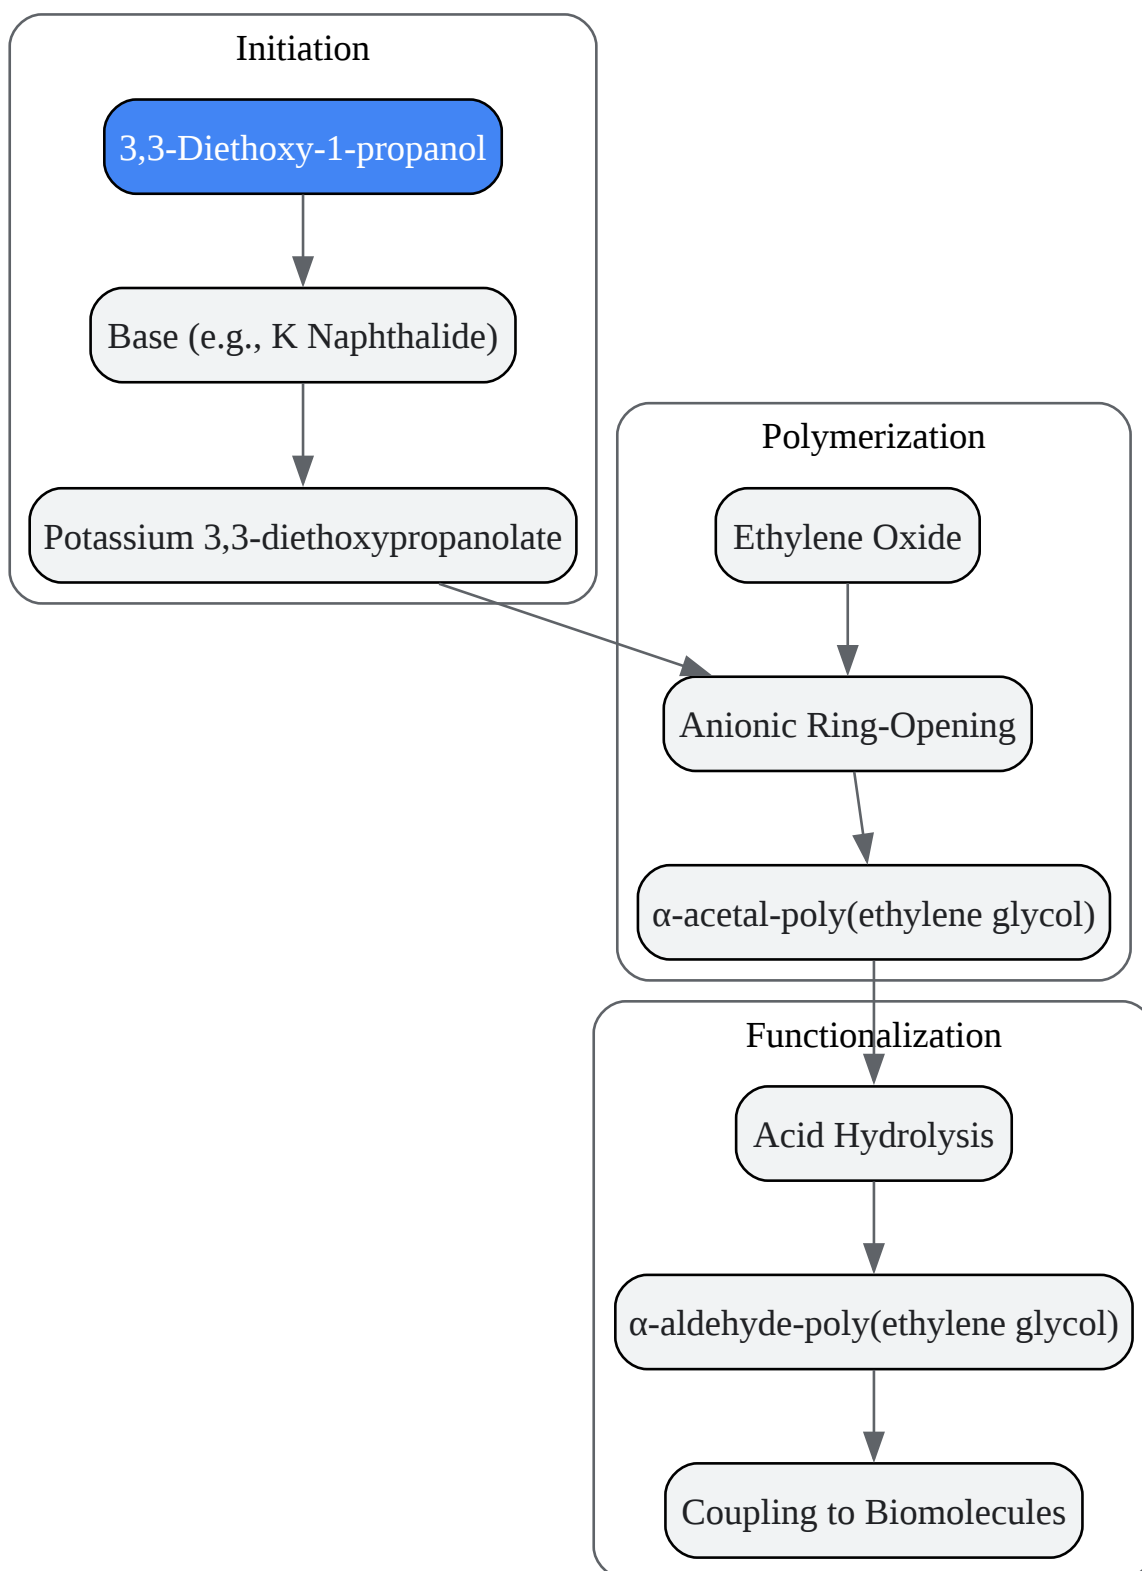 Initiation
3,3-Diethoxy-1-propanol
Base (e.g., K Naphthalide)
Potassium 3,3-diethoxypropanolate
Polymerization
Ethylene Oxide
Anionic Ring-Opening
α-acetal-poly(ethylene glycol)
Functionalization
Acid Hydrolysis
α-aldehyde-poly(ethylene glycol)
Coupling to Biomolecules